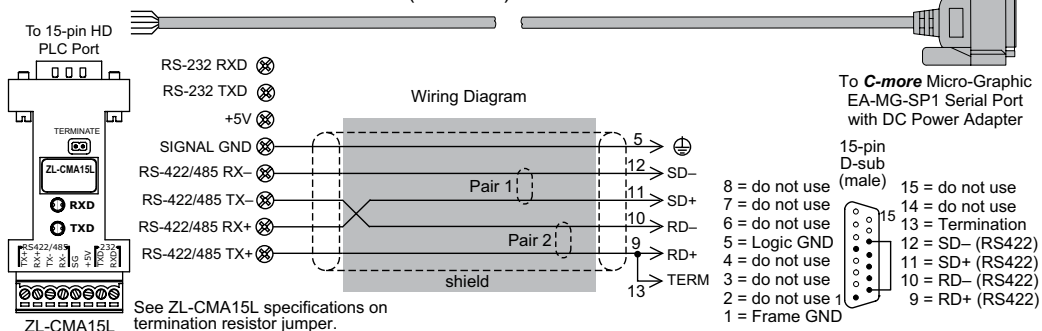 To 15-pin HD
PLC Port
TERMINATE
ZL-CMA15L
RXD
TXD
RS422/485
232
TX+
RX+
TX-
RX-
SG
+5V
TXD
RXD
ZL-CMA15L
RS-232 RXD
RS-232 TXD
+5V
SIGNAL GND
RS-422/485 RX–
RS-422/485 TX–
RS-422/485 RX+
RS-422/485 TX+
See ZL-CMA15L specifications on
termination resistor jumper.
Wiring Diagram
Pair 1
Pair 2
shield
5
12 SD–
11 SD+
10 RD–
9 RD+
13 TERM
To C-more Micro-Graphic
EA-MG-SP1 Serial Port
with DC Power Adapter
15-pin
D-sub
(male)
8 = do not use
7 = do not use
6 = do not use
5 = Logic GND
4 = do not use
3 = do not use
2 = do not use
1 = Frame GND
15
1
15 = do not use
14 = do not use
13 = Termination
12 = SD– (RS422)
11 = SD+ (RS422)
10 = RD– (RS422)
9 = RD+ (RS422)